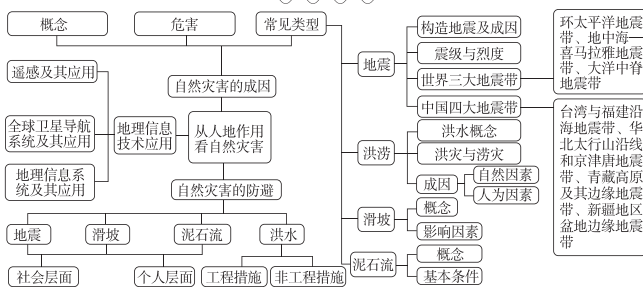 概念
危害
常见类型
遥感及其应用
全球卫星导航
系统及其应用
地理信息系
统及其应用
地理信息
技术应用
自然灾害的成因
从人地作用
看自然灾害
自然灾害的防避
地震
滑坡
泥石流
洪水
社会层面
个人层面
工程措施
非工程措施
地震
构造地震及成因
震级与烈度
世界三大地震带
环太平洋地震
带、地中海—
喜马拉雅地震
带、大洋中脊
地震带
中国四大地震带
台湾与福建沿
海地震带、华
北太行山沿线
和京津唐地震
带、青藏高原
及其边缘地震
带、新疆地区
盆地边缘地震
带
洪涝
洪水概念
洪灾与涝灾
成因
自然因素
人为因素
滑坡
概念
影响因素
泥石流
概念
基本条件